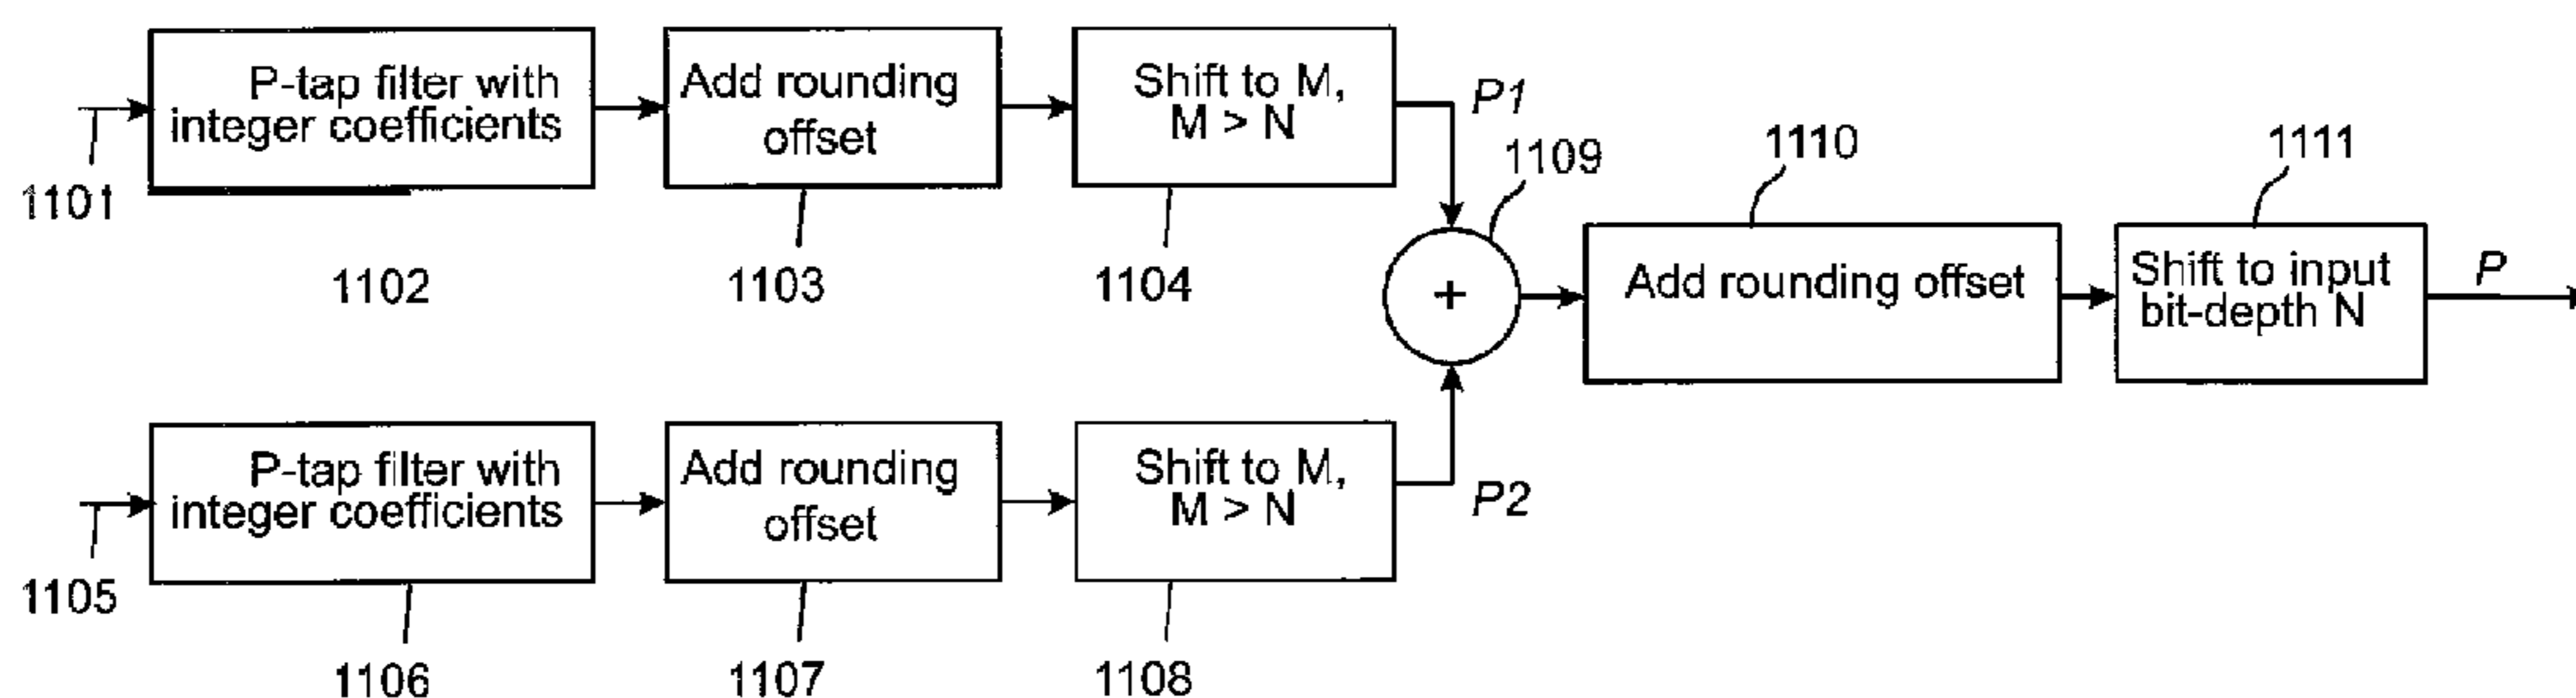 P-tap filter with
integer coefficients
Add rounding
offset
Shift to M,
M > N
P1
1101
1102
1103
1104
1109
+
1110
Add rounding offset
1111
Shift to input
bit-depth N
P
P-tap filter with
integer coefficients
Add rounding
offset
Shift to M,
M > N
P2
1105
1106
1107
1108